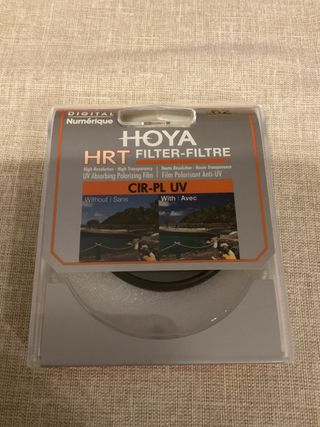 DIGITAL
Numérique
HOYA
HRT FILTER-FILTRE
High Resolution - High Transparency
UV Absorbing Polarizing Film
Haute Resolution - Haute Transparence
Film Polarisant Anti-UV
CIR-PL UV
Without : Sans
With : Avec